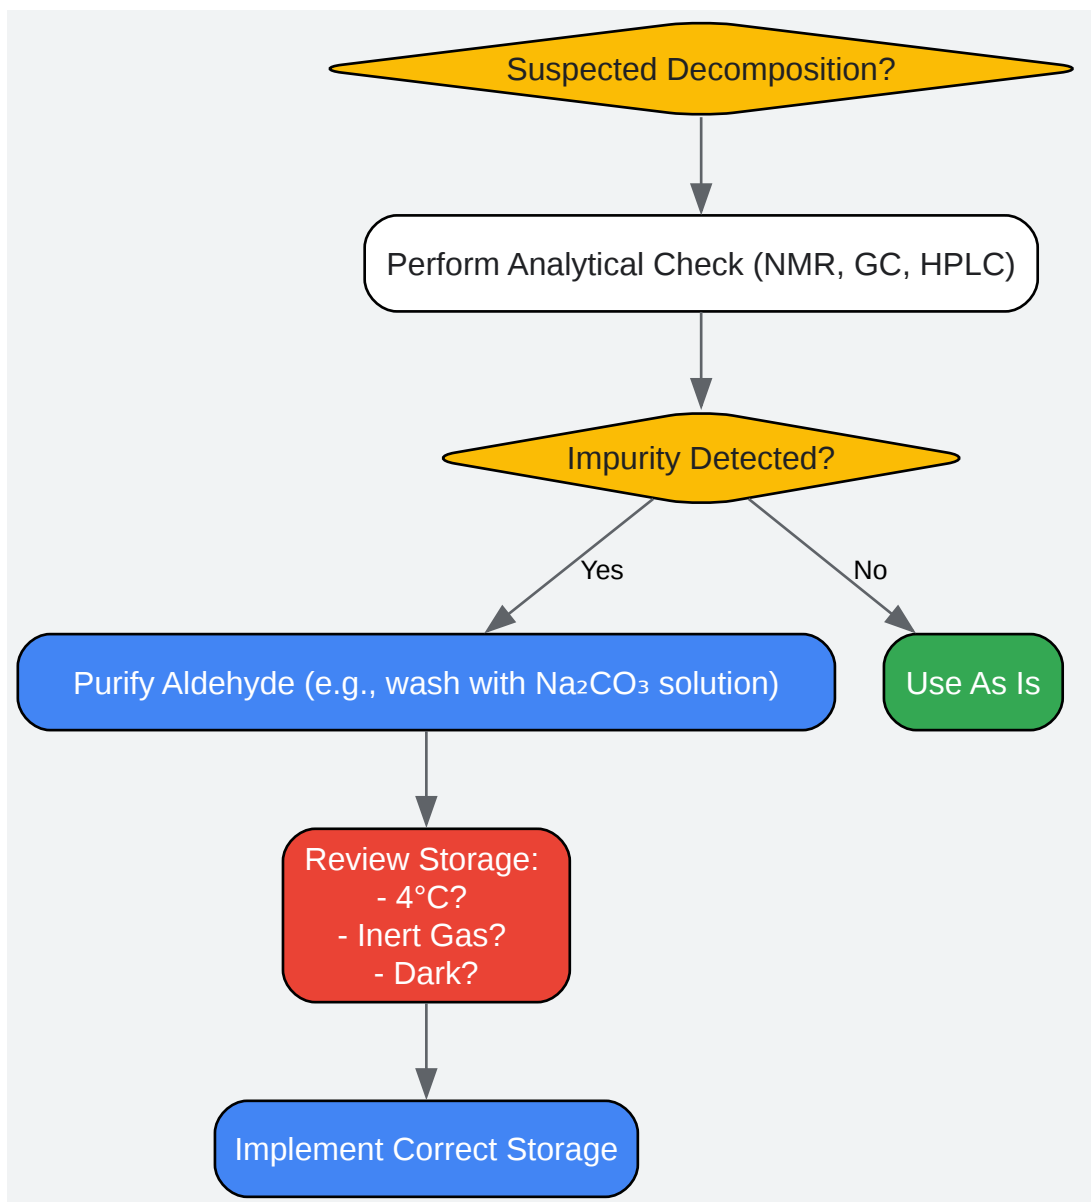 Suspected Decomposition?
Perform Analytical Check (NMR, GC, HPLC)
Impurity Detected?
Yes
No
Purify Aldehyde (e.g., wash with Na₂CO₃ solution)
Use As Is
Review Storage:
- 4°C?
- Inert Gas?
- Dark?
Implement Correct Storage